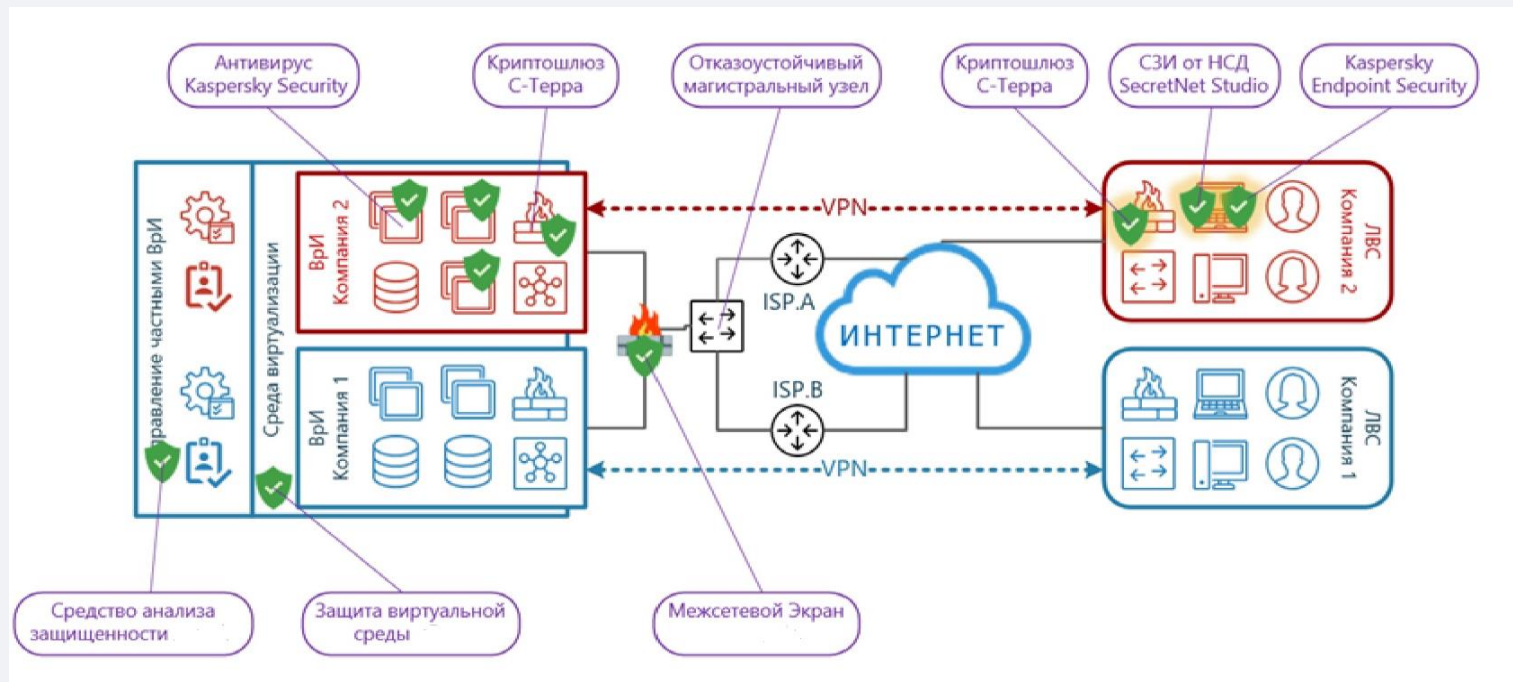 Антивирус
Kaspersky Security
Криптошлюз
С-Терра
Отказоустойчивый
магистральный узел
Криптошлюз
С-Терра
СЗИ от НСД
SecretNet Studio
Kaspersky
Endpoint Security
правление частными ВрИ
Среда виртуализации
ВрИ
Компания 2
VPN
ISP.A
ИНТЕРНЕТ
ЛВС
Компания 2
ВрИ
Компания 1
ISP.B
VPN
ЛВС
Компания 1
Средство анализа
защищенности
Защита виртуальной
среды
Межсетевой Экран